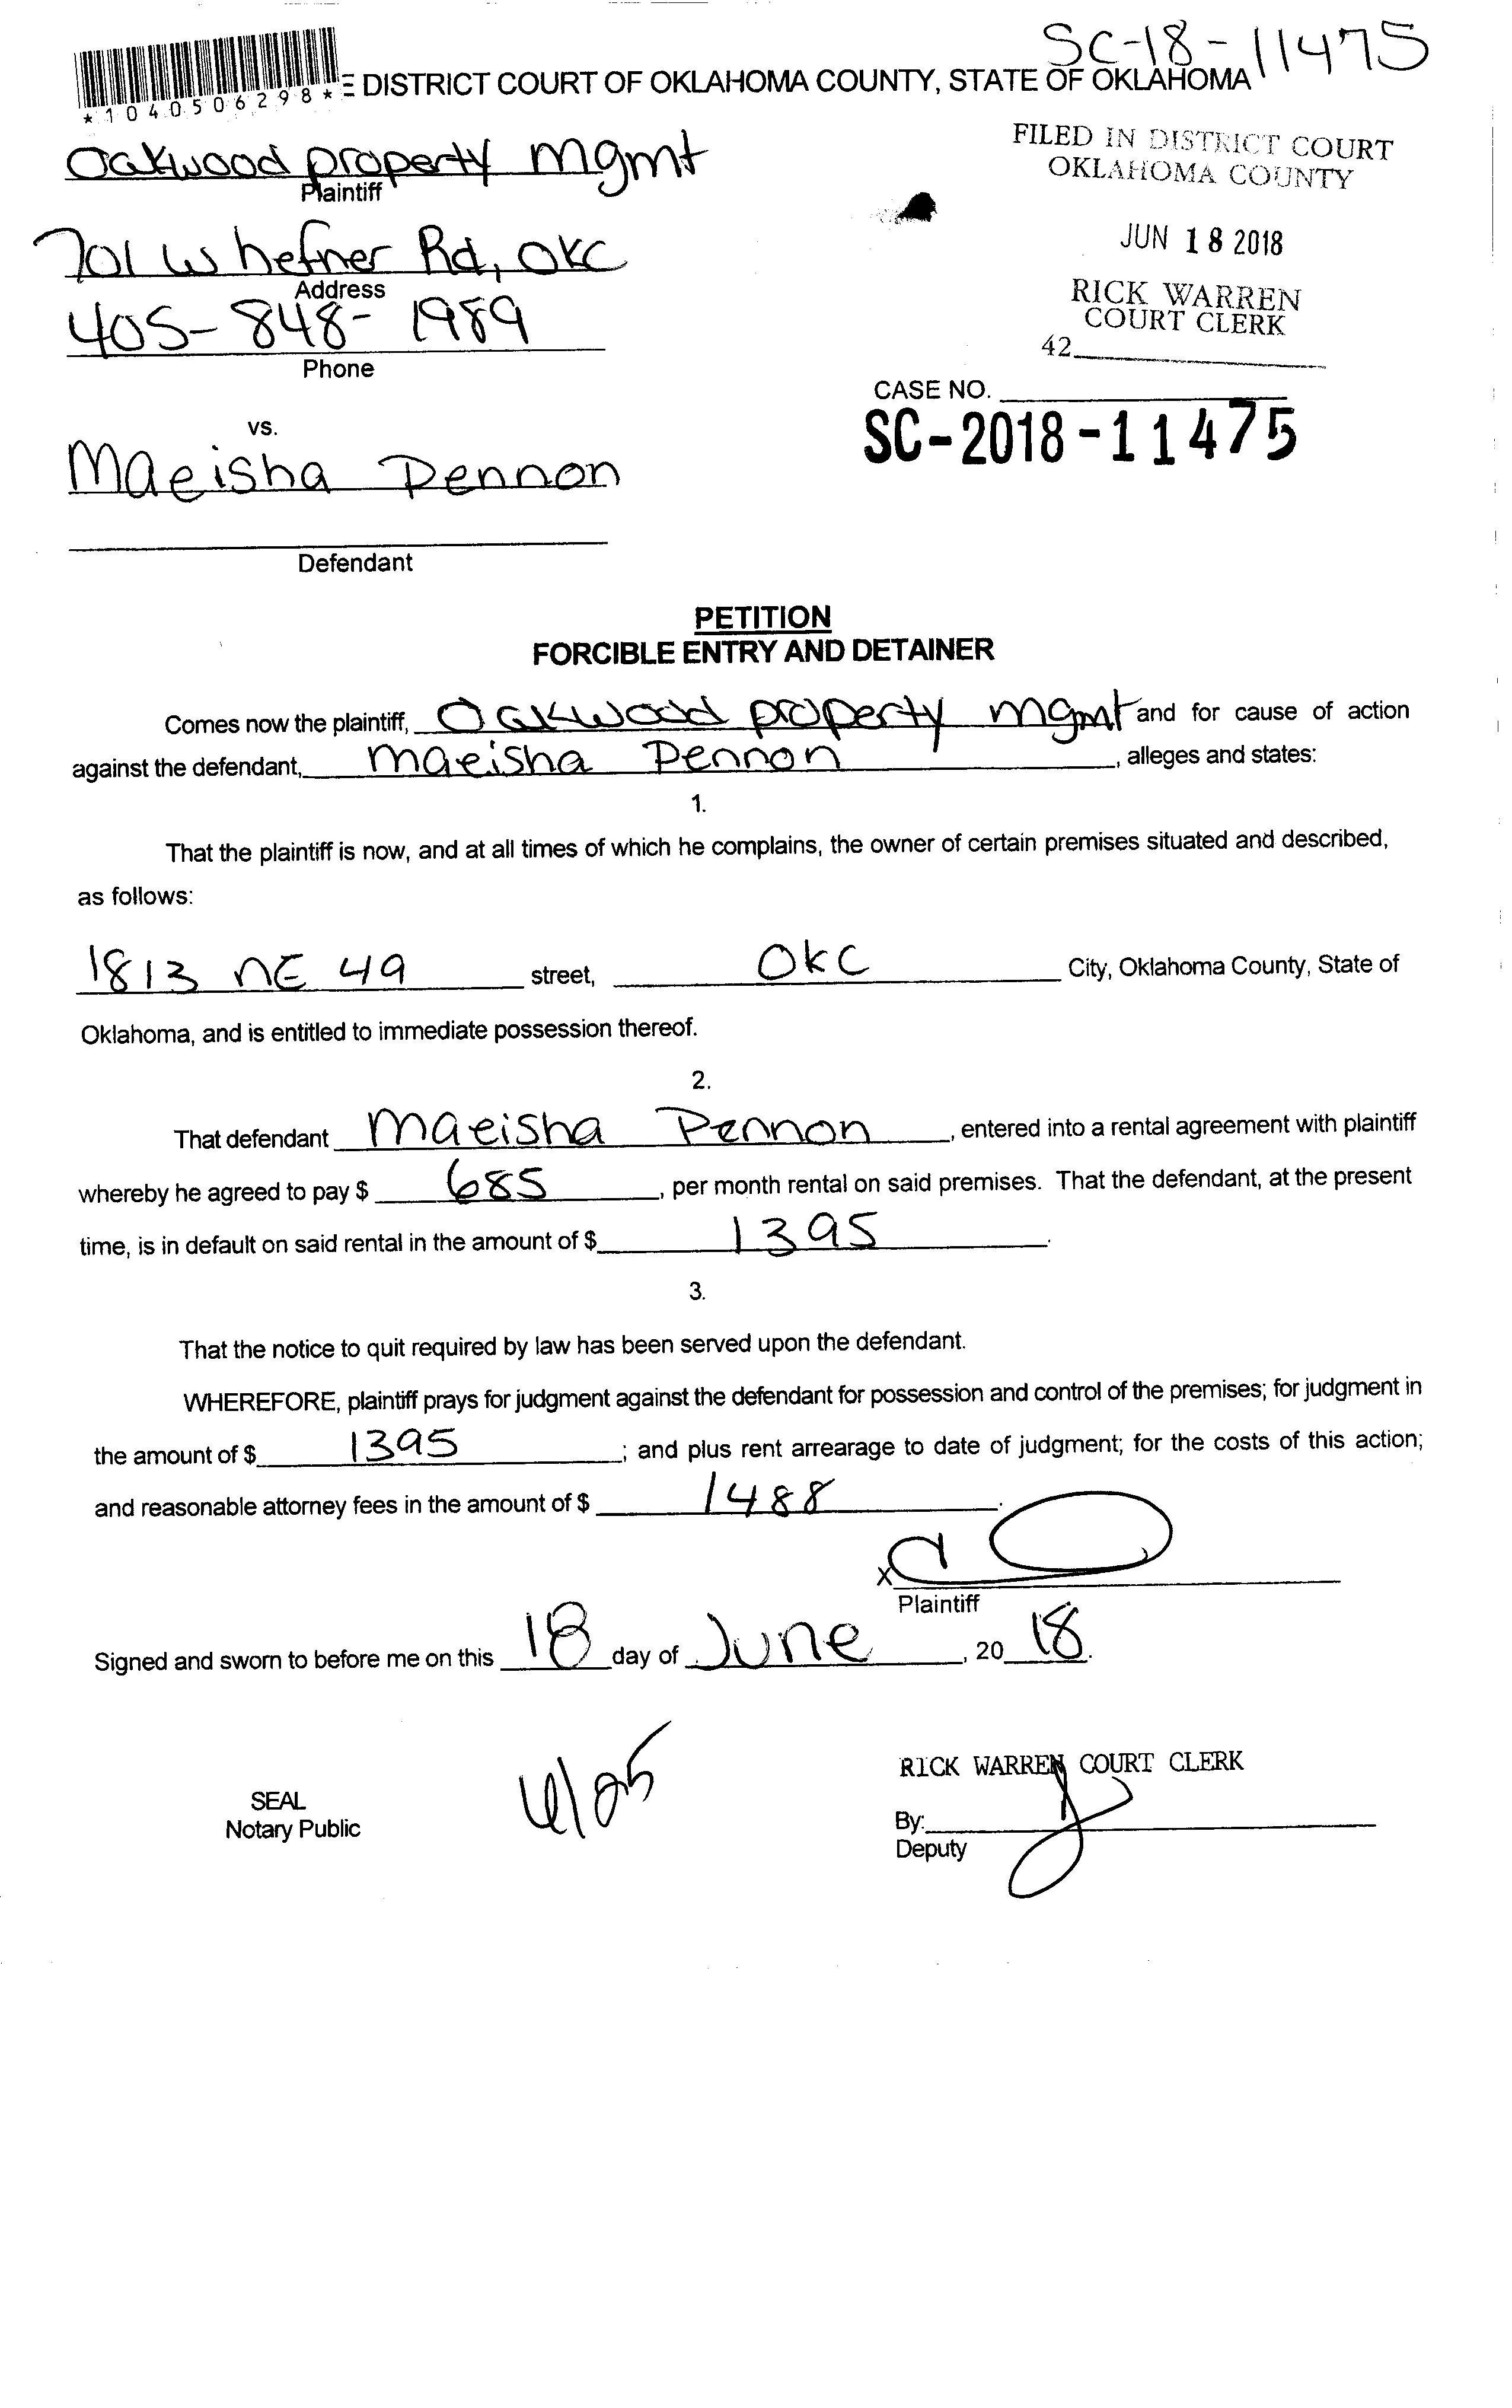 SC-18-11475
*1040506298* E DISTRICT COURT OF OKLAHOMA COUNTY, STATE OF OKLAHOMA
Oakwood property mgmt
Plaintiff
FILED IN DISTRICT COURT
OKLAHOMA COUNTY
701 W hefner Rd, OKC
Address
JUN 18 2018
405-848-1989
Phone
RICK WARREN
COURT CLERK
42
CASE NO.
SC-2018-11475
vs.
Maeisha Pennon
Defendant
PETITION
FORCIBLE ENTRY AND DETAINER
Comes now the plaintiff, Oakwood property mgmt and for cause of action
against the defendant, maeisha Pennon, alleges and states:
1.
That the plaintiff is now, and at all times of which he complains, the owner of certain premises situated and described,
as follows:
1813 NE 49 street, OKC City, Oklahoma County, State of
Oklahoma, and is entitled to immediate possession thereof.
2.
That defendant maeisha Pennon, entered into a rental agreement with plaintiff
whereby he agreed to pay $ 685, per month rental on said premises. That the defendant, at the present
time, is in default on said rental in the amount of $ 1395.
3.
That the notice to quit required by law has been served upon the defendant.
WHEREFORE, plaintiff prays for judgment against the defendant for possession and control of the premises; for judgment in
the amount of $ 1395; and plus rent arrearage to date of judgment; for the costs of this action;
and reasonable attorney fees in the amount of $ 1488.
x
Plaintiff
Signed and sworn to before me on this 18 day of June, 20 18.
6/25
SEAL
Notary Public
RICK WARREN COURT CLERK
By:
Deputy